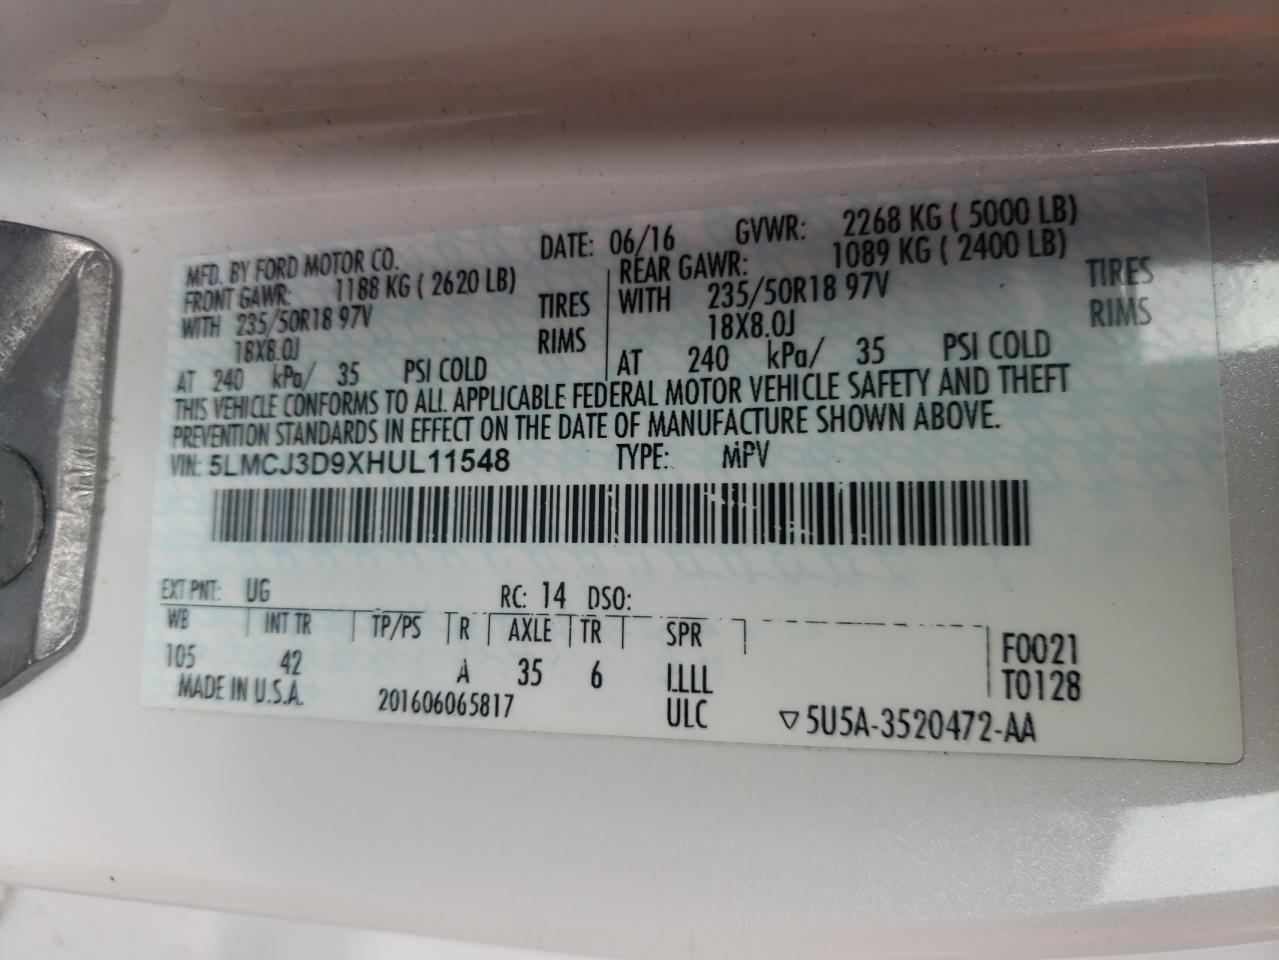 MFD. BY FORD MOTOR CO.
DATE: 06/16 GVWR: 2268 KG ( 5000 LB)
FRONT GAWR: 1188 KG ( 2620 LB)
WITH 235/50R18 97V TIRES
18X8.0J RIMS
AT 240 kPa/ 35 PSI COLD
REAR GAWR: 1089 KG ( 2400 LB)
WITH 235/50R18 97V TIRES
18X8.0J RIMS
AT 240 kPa/ 35 PSI COLD
THIS VEHICLE CONFORMS TO ALL APPLICABLE FEDERAL MOTOR VEHICLE SAFETY AND THEFT
PREVENTION STANDARDS IN EFFECT ON THE DATE OF MANUFACTURE SHOWN ABOVE.
VIN: 5LMCJ3D9XHUL11548 TYPE: MPV
EXT PNT: UG RC: 14 DSO:
WB INT TR TP/PS R AXLE TR SPR
105 42 A 35 6 LLLL
F0021
T0128
MADE IN U.S.A. 201606065817 ULC ▽5U5A-3520472-AA